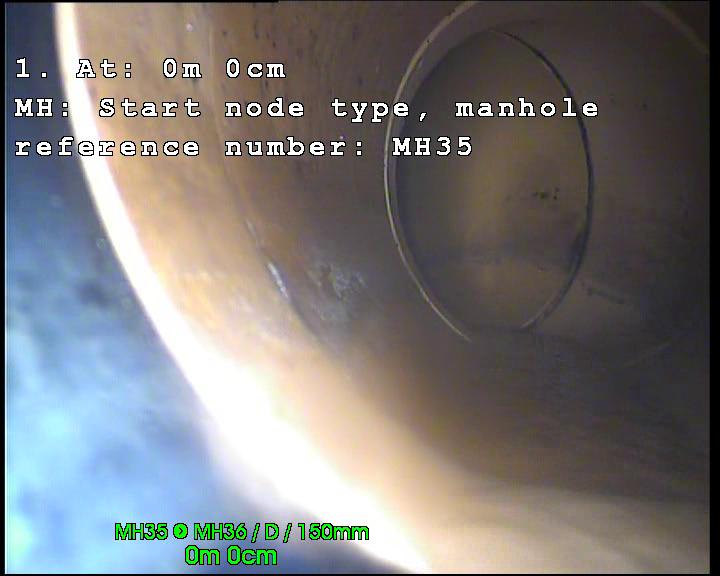 1. At: 0m 0cm
MH: Start node type, manhole
reference number: MH35
MH35 MH36 / D / 150mm
0m 0cm